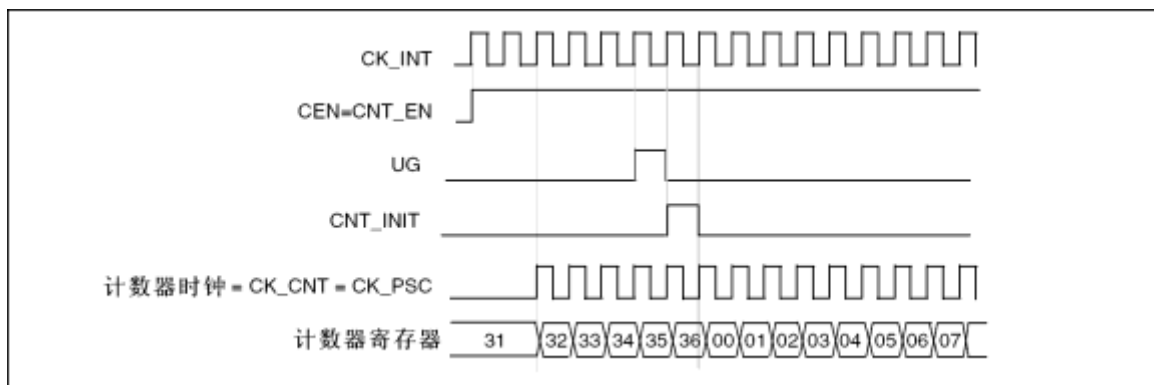 CK_INT
CEN=CNT_EN
UG
CNT_INIT
计数器时钟 = CK_CNT = CK_PSC
计数器寄存器 31 32 33 34 35 36 00 01 02 03 04 05 06 07